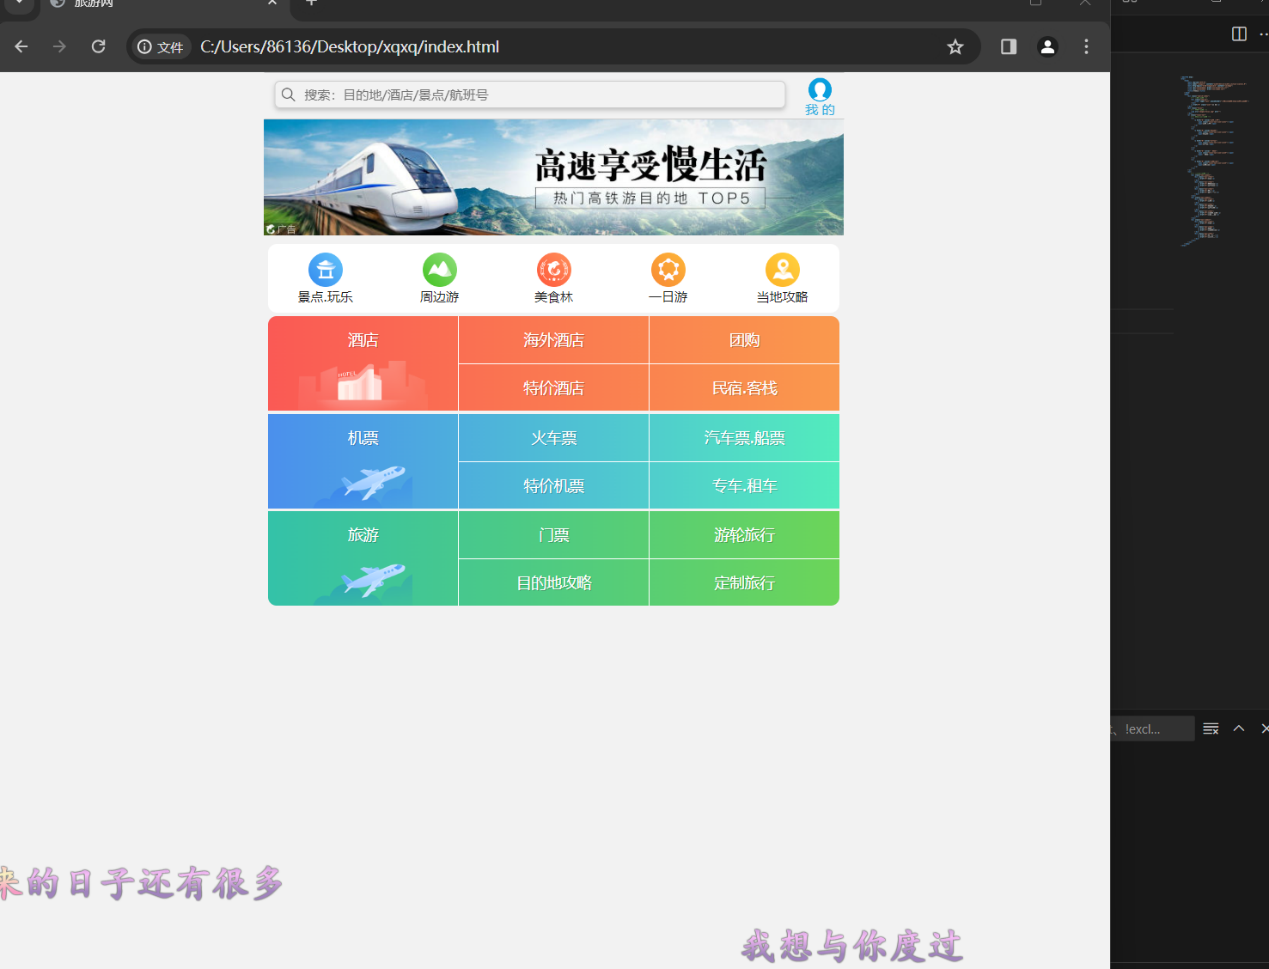 旅游网
文件 C:/Users/86136/Desktop/xqxq/index.html
搜索：目的地/酒店/景点/航班号
我的
高速享受慢生活
热门高铁游目的地 TOP5
广告
景点.玩乐 周边游 美食林 一日游 当地攻略
酒店 海外酒店 团购
HOTEL
特价酒店 民宿.客栈
机票 火车票 汽车票.船票
特价机票 专车.租车
旅游 门票 游轮旅行
目的地攻略 定制旅行
!excl...
来的日子还有很多
我想与你度过